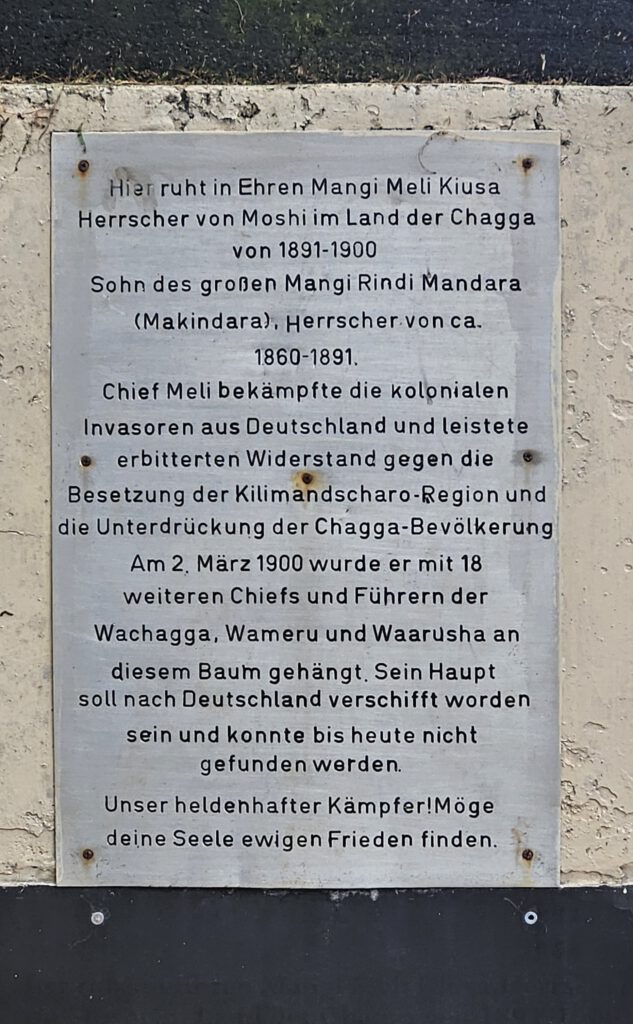 Hier ruht in Ehren Mangi Meli Kiusa
Herrscher von Moshi im Land der Chagga
von 1891-1900
Sohn des großen Mangi Rindi Mandara
(Makindara), Herrscher von ca.
1860-1891.
Chief Meli bekämpfte die kolonialen
Invasoren aus Deutschland und leistete
erbitterten Widerstand gegen die
Besetzung der Kilimandscharo-Region und
die Unterdrückung der Chagga-Bevölkerung
Am 2. März 1900 wurde er mit 18
weiteren Chiefs und Führern der
Wachagga, Wameru und Waarusha an
diesem Baum gehängt. Sein Haupt
soll nach Deutschland verschifft worden
sein und konnte bis heute nicht
gefunden werden.
Unser heldenhafter Kämpfer!Möge
deine Seele ewigen Frieden finden.